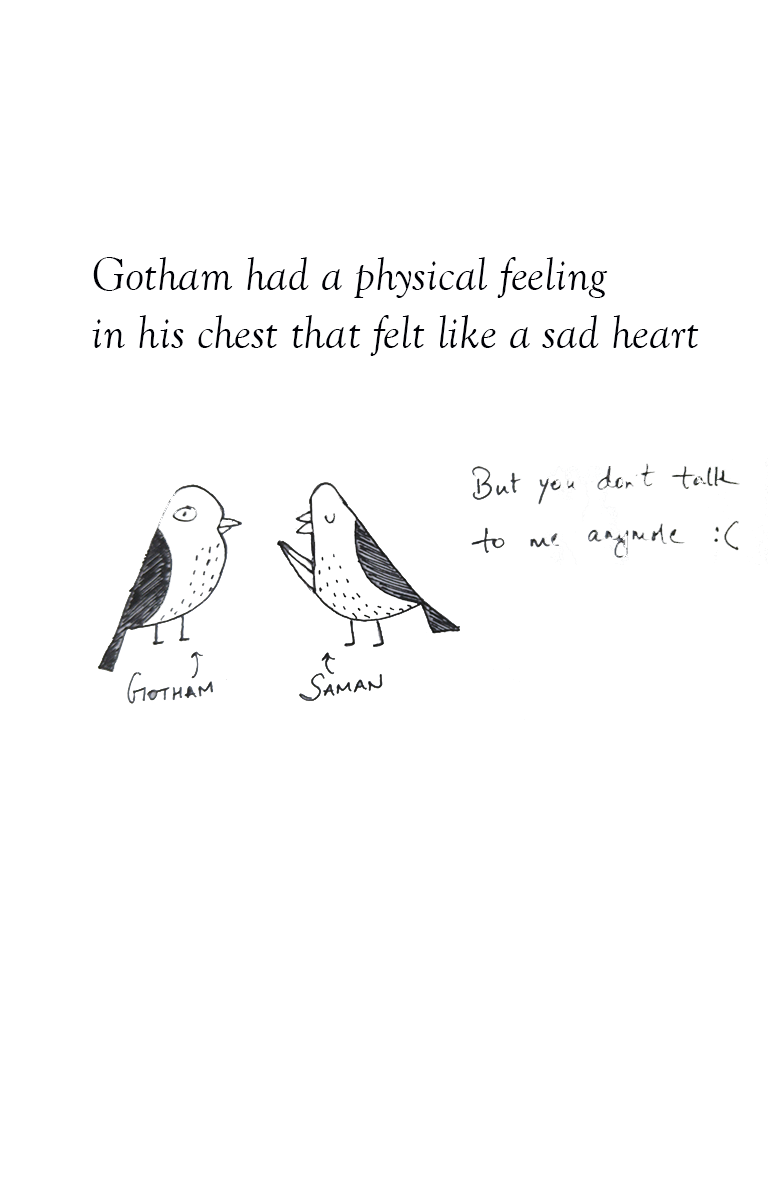 Gotham had a physical feeling
in his chest that felt like a sad heart
But you don't talk
to me anymore :(
GOTHAM
SAMAN